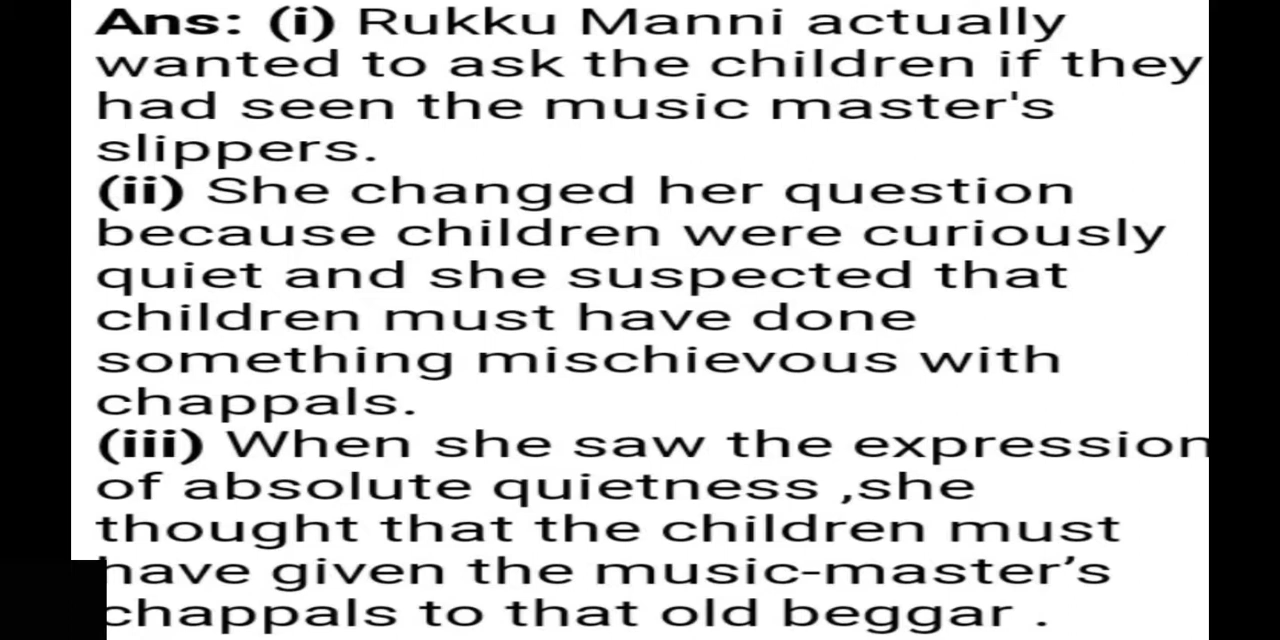 Ans: (i) Rukku Manni actually
wanted to ask the children if they
had seen the music master's
slippers.
(ii) She changed her question
because children were curiously
quiet and she suspected that
children must have done
something mischievous with
chappals.
(iii) When she saw the expression
of absolute quietness ,she
thought that the children must
have given the music-master’s
chappals to that old beggar .